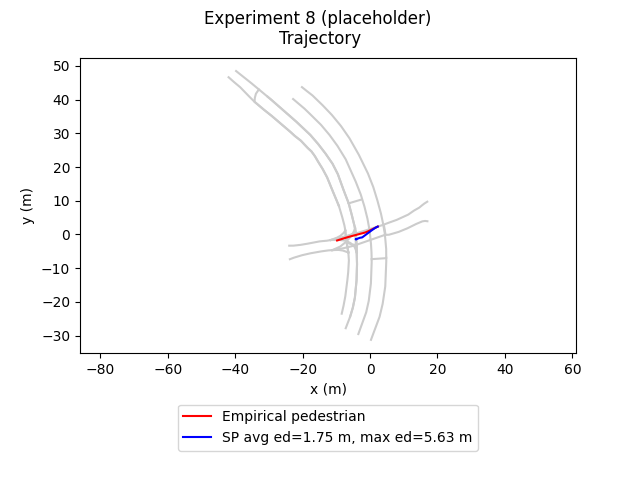 Experiment 8 (placeholder)
Trajectory
50
40
30
20
10
0
−10
−20
−30
y (m)
−80 −60 −40 −20 0 20 40 60
x (m)
Empirical pedestrian
SP avg ed=1.75 m, max ed=5.63 m